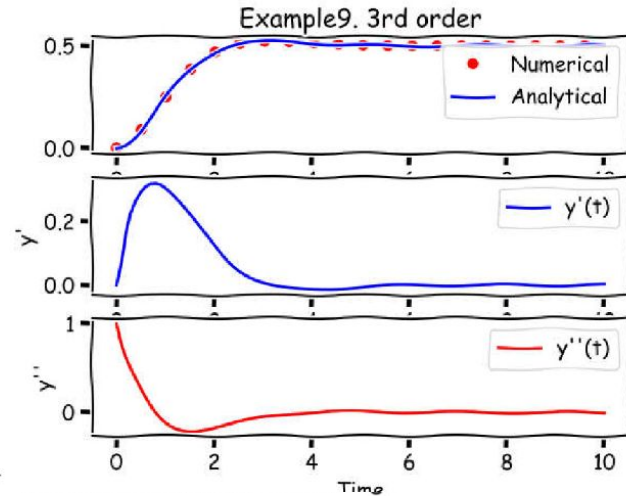 Example9. 3rd order
0.5
0.0
Numerical
Analytical
y'
0.2
0.0
y'(t)
y''
1
0
y''(t)
0 2 4 6 8 10
Time